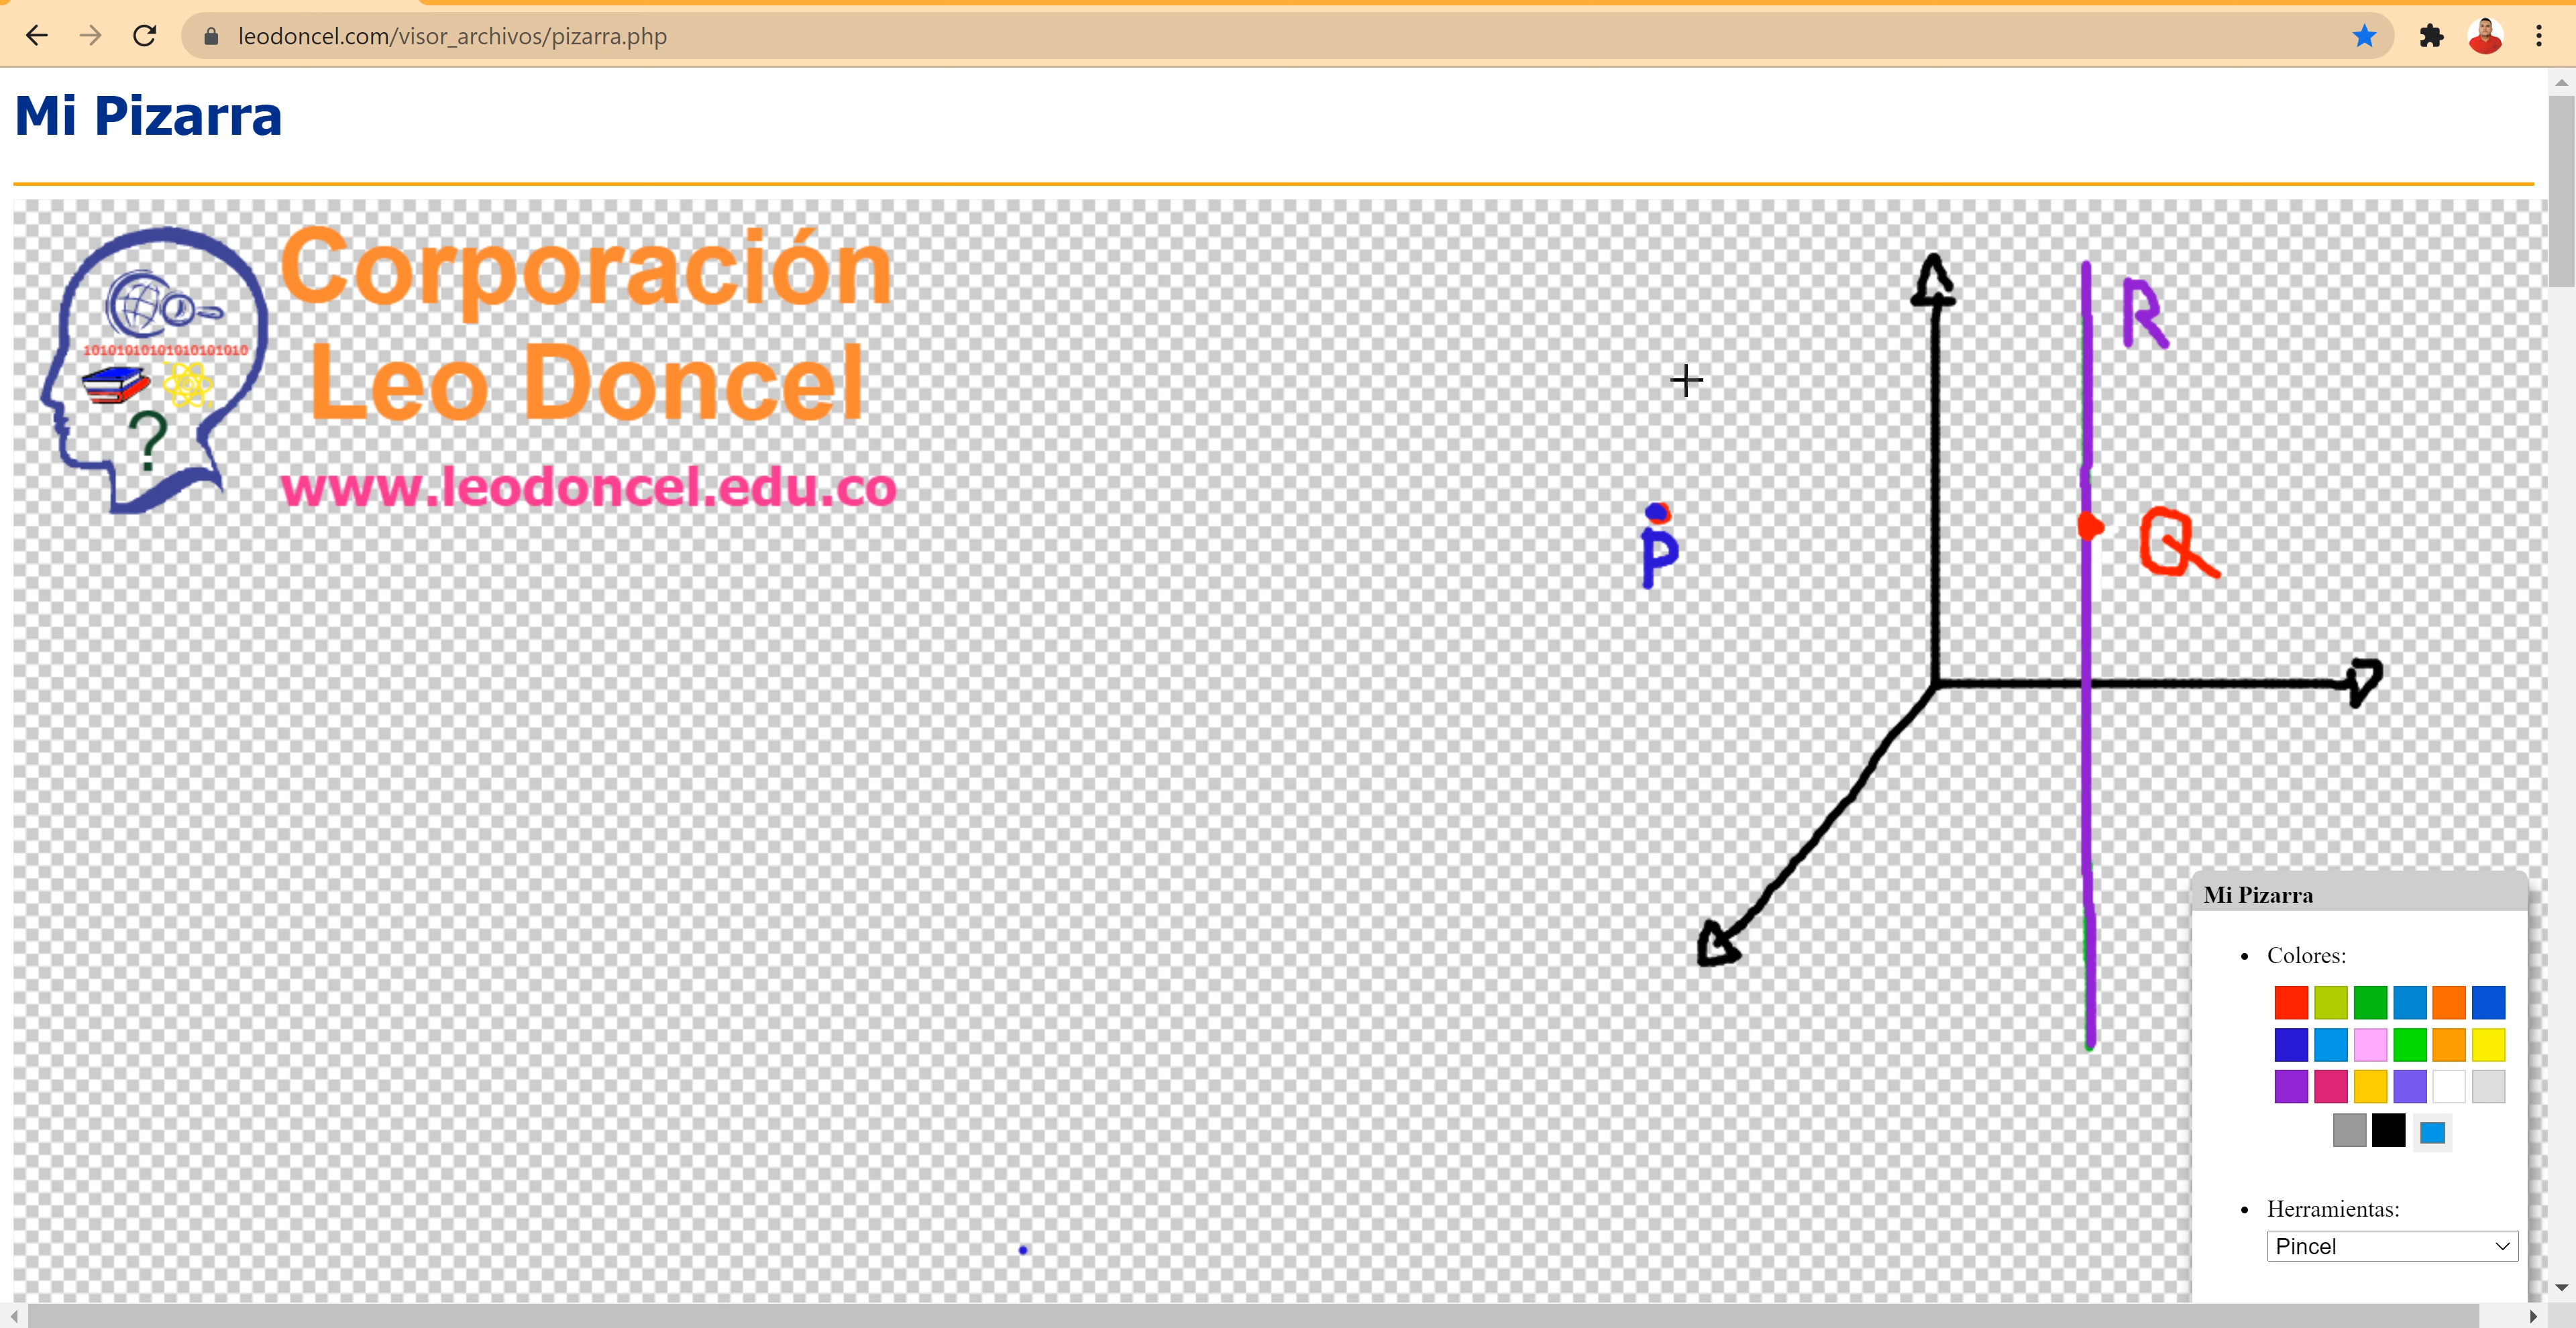 leodoncel.com/visor_archivos/pizarra.php
Mi Pizarra
Corporación
Leo Doncel
www.leodoncel.edu.co
10101010101010101010
?
R
P
Q
Mi Pizarra
Colores:
Herramientas:
Pincel